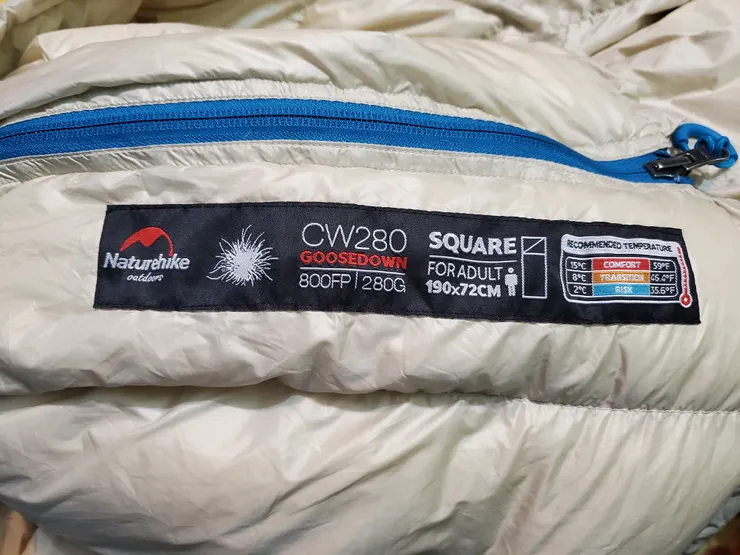 Naturehike
outdoors
CW280
GOOSEDOWN
800FP | 280G
SQUARE
FOR ADULT
190x72CM
RECOMMENDED TEMPERATURE
15°C COMFORT 59°F
8°C TRANSITION 46.4°F
2°C RISK 35.6°F